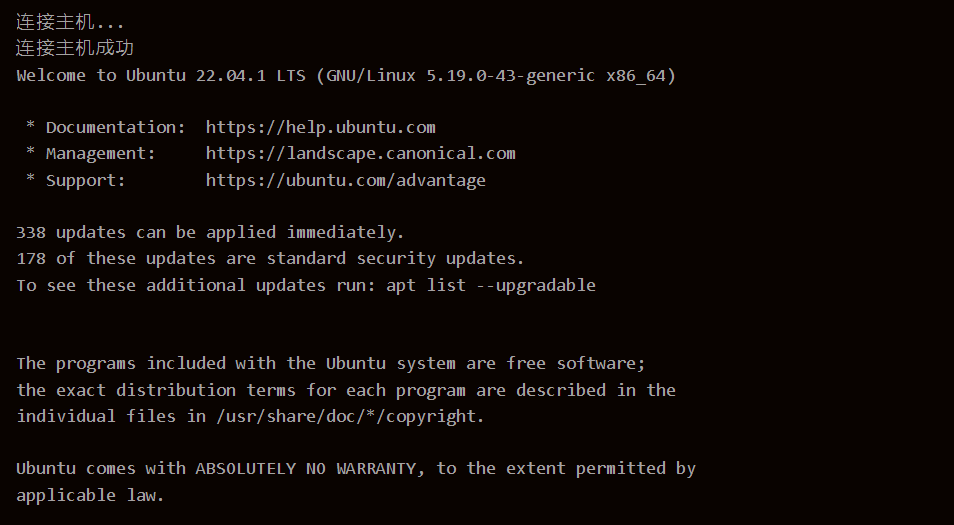 连接主机...
连接主机成功
Welcome to Ubuntu 22.04.1 LTS (GNU/Linux 5.19.0-43-generic x86_64)
* Documentation:  https://help.ubuntu.com
* Management:     https://landscape.canonical.com
* Support:        https://ubuntu.com/advantage
338 updates can be applied immediately.
178 of these updates are standard security updates.
To see these additional updates run: apt list --upgradable
The programs included with the Ubuntu system are free software;
the exact distribution terms for each program are described in the
individual files in /usr/share/doc/*/copyright.
Ubuntu comes with ABSOLUTELY NO WARRANTY, to the extent permitted by
applicable law.